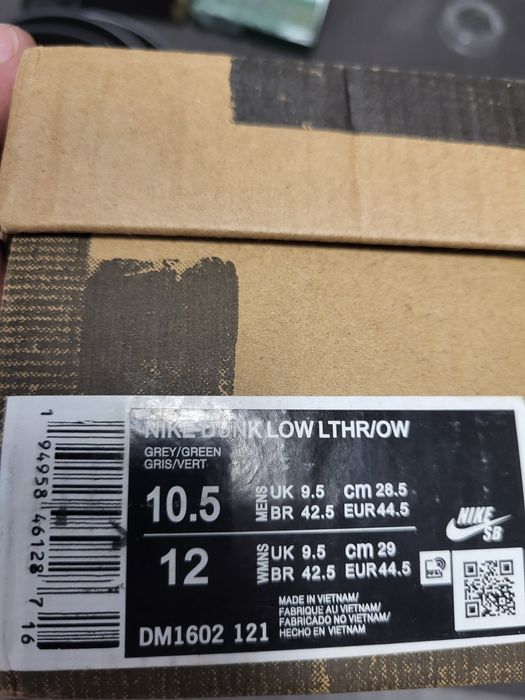 NIKE DUNK LOW LTHR/OW
GREY/GREEN
GRIS/VERT
10.5
MENS
UK 9.5 cm 28.5
BR 42.5 EUR 44.5
12
WMNS
UK 9.5 cm 29
BR 42.5 EUR 44.5
NIKE
SB
MADE IN VIETNAM/
FABRIQUE AU VIETNAM/
FABRICADO NO VIETNAM/
HECHO EN VIETNAM
DM1602 121
1 94958 46128 7 16